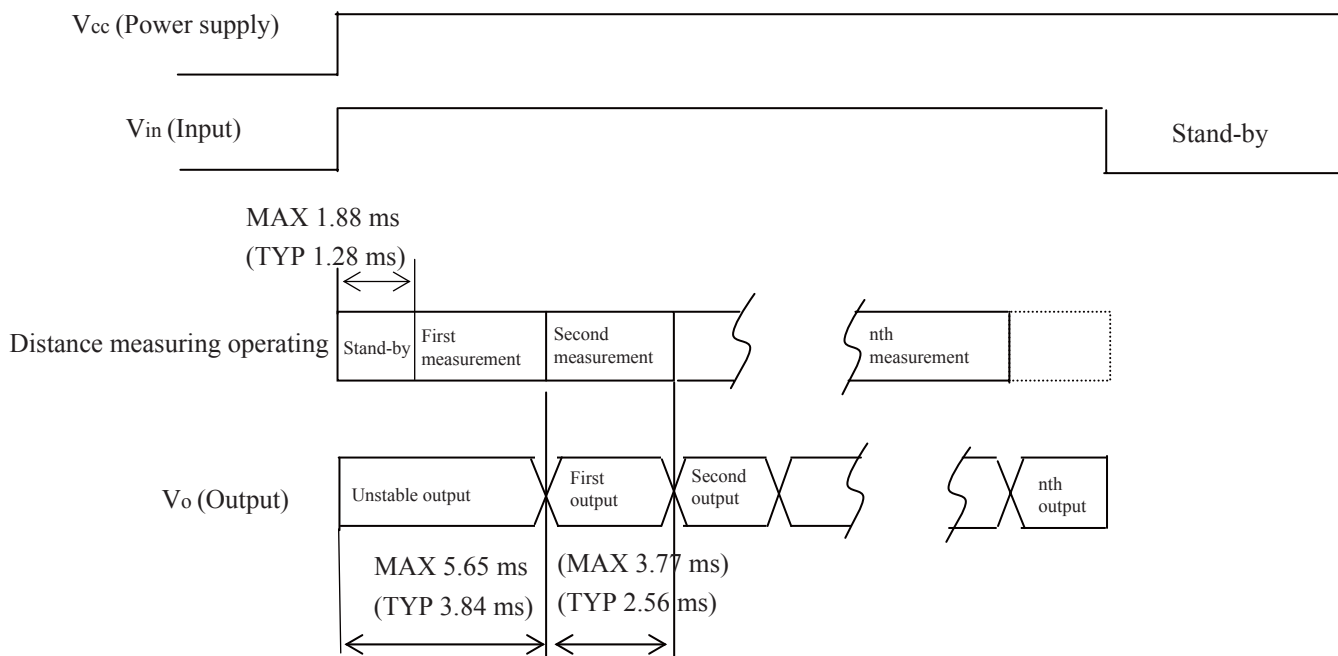 Vcc (Power supply)
Vin (Input)
Stand-by
MAX 1.88 ms
(TYP 1.28 ms)
Distance measuring operating
Stand-by
First
measurement
Second
measurement
nth
measurement
Vo (Output)
Unstable output
First
output
Second
output
nth
output
MAX 5.65 ms
(TYP 3.84 ms)
(MAX 3.77 ms)
(TYP 2.56 ms)